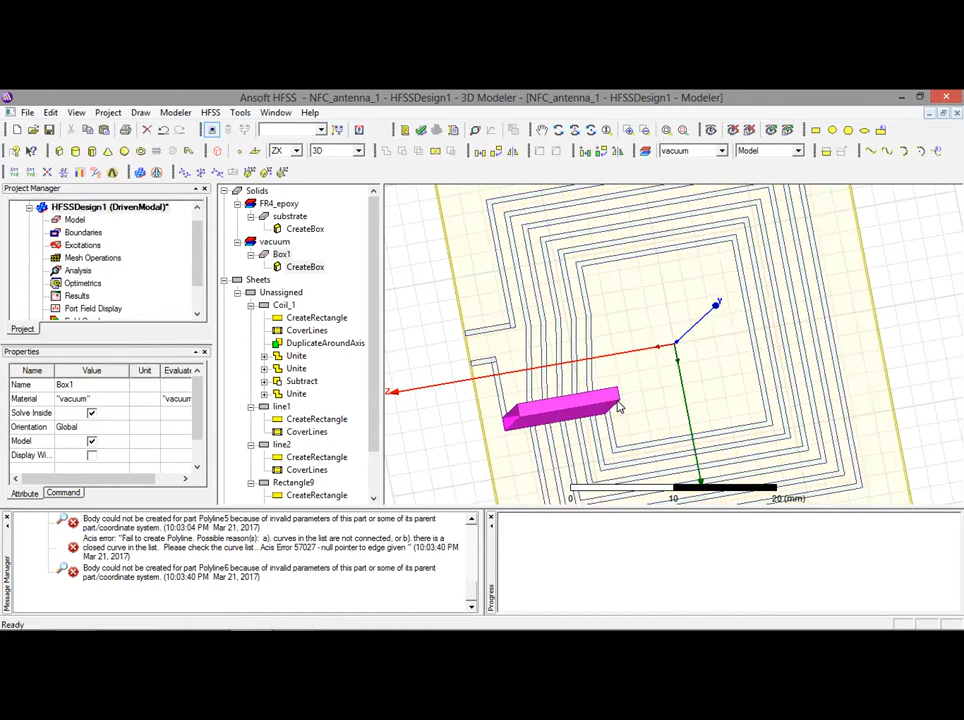 Ansoft HFSS - NFC_antenna_1 - HFSSDesign1 - 3D Modeler - [NFC_antenna_1 - HFSSDesign1 - Modeler]
File Edit View Project Draw Modeler HFSS Tools Window Help
ZX 3D vacuum Model
Project Manager
HFSSDesign1 (DrivenModal)*
Model
Boundaries
Excitations
Mesh Operations
Analysis
Optimetrics
Results
Port Field Display
Project
Properties
Name Value Unit Evaluate
Name Box1
Material "vacuum" "vacuum
Solve Inside
Orientation Global
Model
Display Wi...
Attribute Command
Solids
FR4_epoxy
substrate
CreateBox
vacuum
Box1
CreateBox
Sheets
Unassigned
Coil_1
CreateRectangle
CoverLines
DuplicateAroundAxis
Unite
Unite
Subtract
Unite
line1
CreateRectangle
CoverLines
line2
CreateRectangle
CoverLines
Rectangle9
CreateRectangle
Y
Z
0 10 20 (mm)
Message Manager
Body could not be created for part Polyline5 because of invalid parameters of this part or some of its parent
part/coordinate system. (10:03:04 PM Mar 21, 2017)
Acis error: "Fail to create Polyline. Possible reason(s): a). curves in the list are not connected, or b). there is a
closed curve in the list. Please check the curve list.. Acis Error 57027 - null pointer to edge given " (10:03:40 PM
Mar 21, 2017)
Body could not be created for part Polyline6 because of invalid parameters of this part or some of its parent
part/coordinate system. (10:03:40 PM Mar 21, 2017)
Progress
Ready